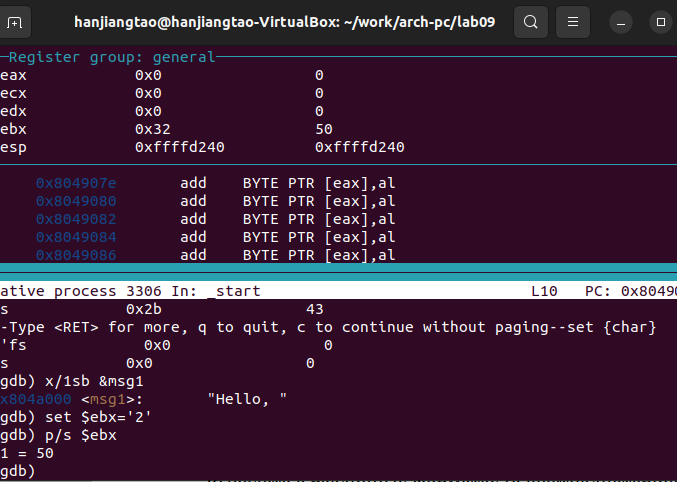 hanjiangtao@hanjiangtao-VirtualBox: ~/work/arch-pc/lab09
Register group: general
eax 0x0 0
ecx 0x0 0
edx 0x0 0
ebx 0x32 50
esp 0xffffd240 0xffffd240
0x804907e add BYTE PTR [eax],al
0x8049080 add BYTE PTR [eax],al
0x8049082 add BYTE PTR [eax],al
0x8049084 add BYTE PTR [eax],al
0x8049086 add BYTE PTR [eax],al
ative process 3306 In: _start L10 PC: 0x8049
s 0x2b 43
-Type <RET> for more, q to quit, c to continue without paging--set {char}
'fs 0x0 0
s 0x0 0
gdb) x/1sb &msg1
x804a000 <msg1>: "Hello, "
gdb) set $ebx='2'
gdb) p/s $ebx
1 = 50
gdb)